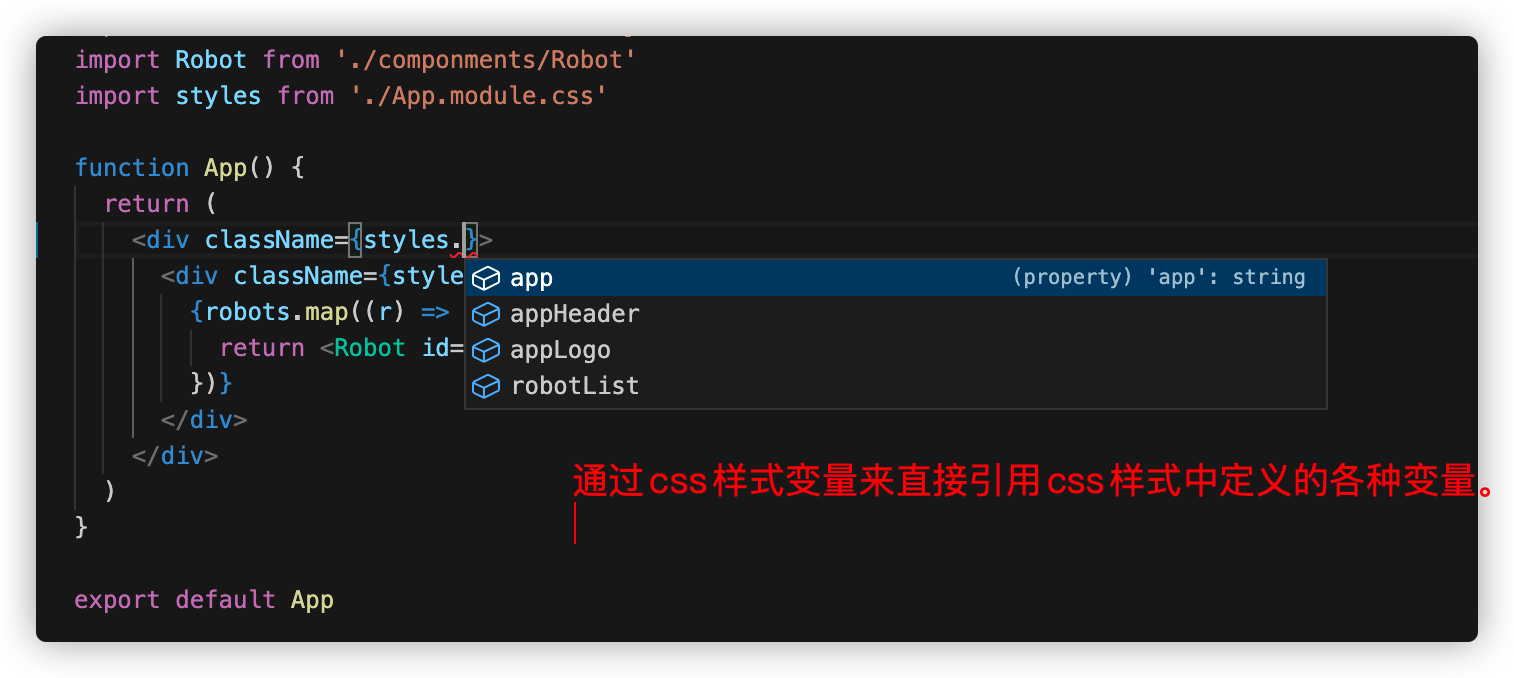 import Robot from './componments/Robot'
import styles from './App.module.css'
function App() {
return (
<div className={styles.}>
<div className={style
app (property) 'app': string
{robots.map((r) =>
appHeader
return <Robot id=
appLogo
})}
robotList
</div>
</div>
通过css样式变量来直接引用css样式中定义的各种变量。
)
}
export default App